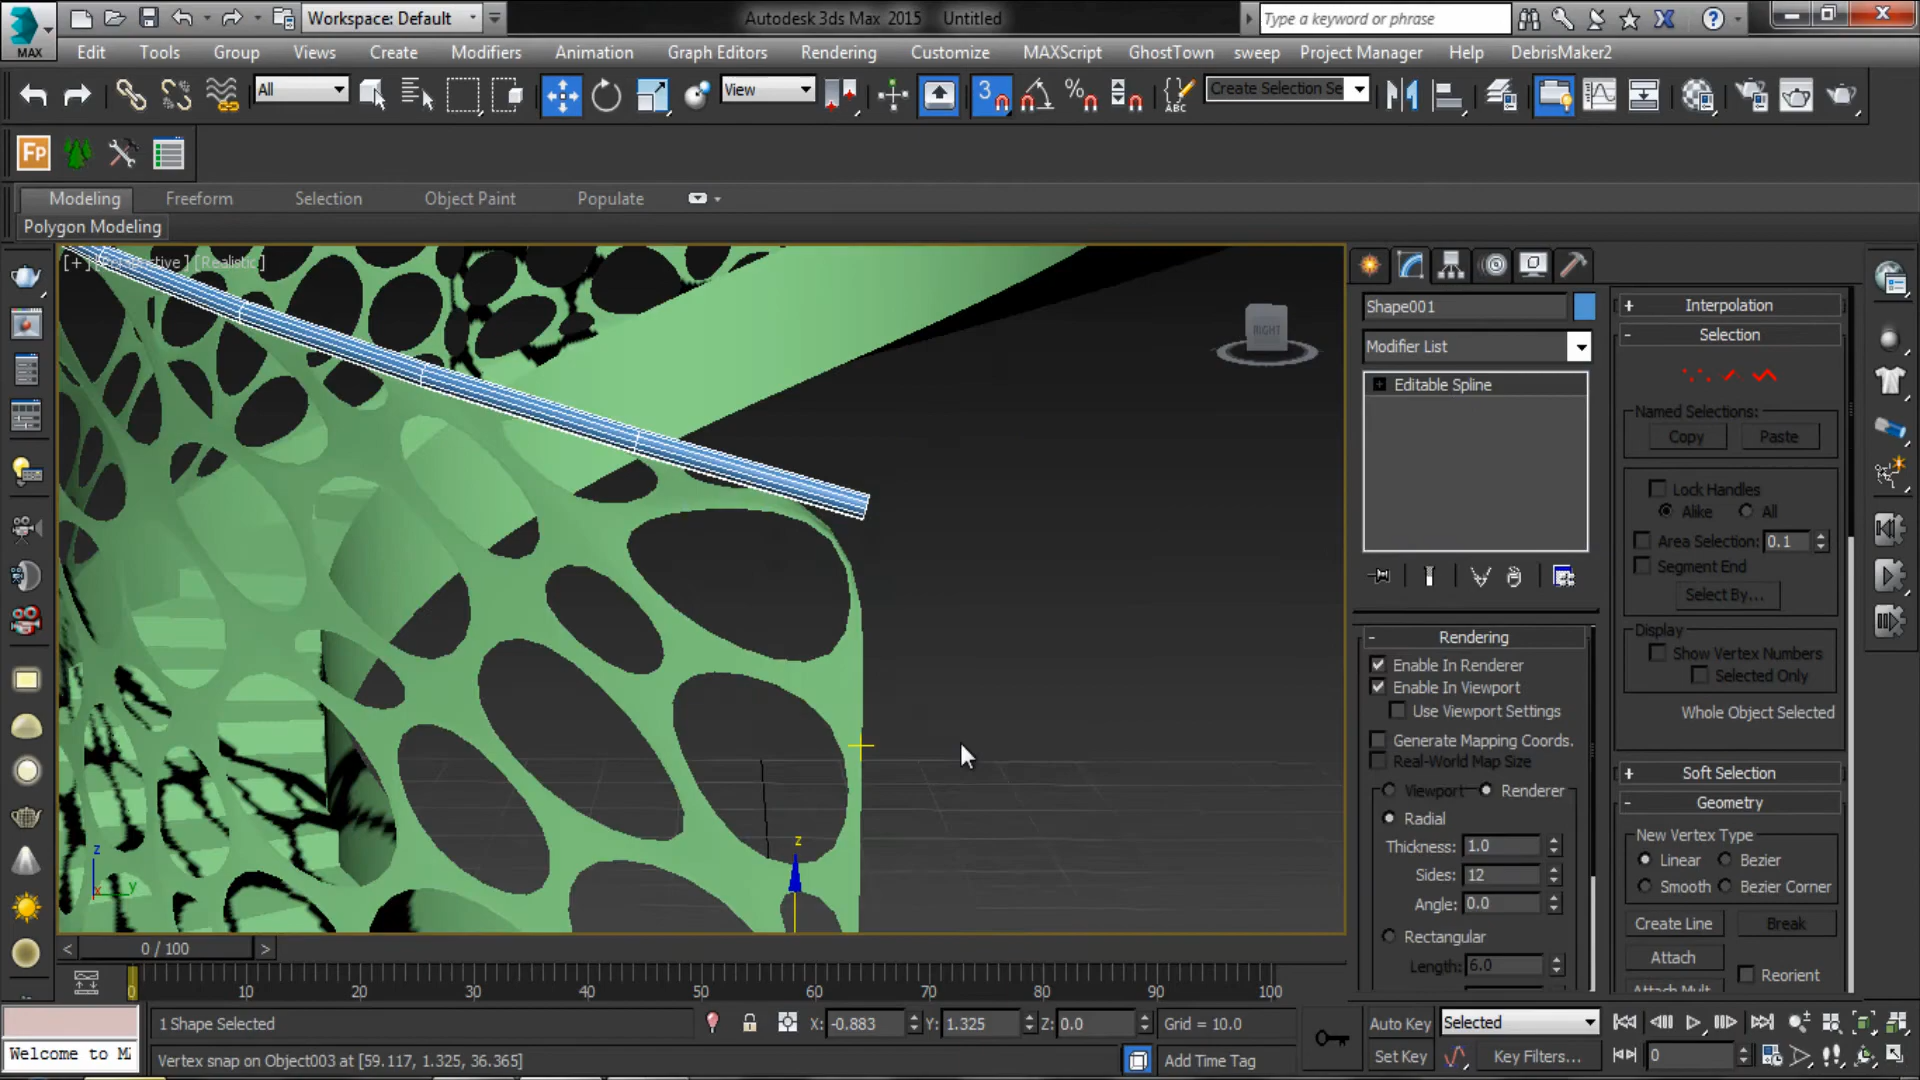 MAX
Workspace: Default
Autodesk 3ds Max 2015 Untitled
Type a keyword or phrase
Edit Tools Group Views Create Modifiers Animation Graph Editors Rendering Customize MAXScript GhostTown sweep Project Manager Help DebrisMaker2
All View 3 ABC Create Selection Se
Fp
Modeling Freeform Selection Object Paint Populate
Polygon Modeling
RIGHT
Shape001
Modifier List
Editable Spline
Rendering
Enable In Renderer
Enable In Viewport
Use Viewport Settings
Generate Mapping Coords.
Real-World Map Size
Viewport Renderer
Radial
Thickness: 1.0
Sides: 12
Angle: 0.0
Rectangular
Length: 6.0
Interpolation
Selection
Named Selections:
Copy Paste
Lock Handles
Alike All
Area Selection: 0.1
Segment End
Select By...
Display
Show Vertex Numbers
Selected Only
Whole Object Selected
Soft Selection
Geometry
New Vertex Type
Linear Bezier
Smooth Bezier Corner
Create Line Break
Attach
Reorient
Attach Mult.
z
z
x y
< 0 / 100 >
0 10 20 30 40 50 60 70 80 90 100
1 Shape Selected X: -0.883 Y: 1.325 Z: 0.0 Grid = 10.0 Auto Key Selected
Welcome to M
Vertex snap on Object003 at [59.117, 1.325, 36.365] Add Time Tag Set Key Key Filters... 0